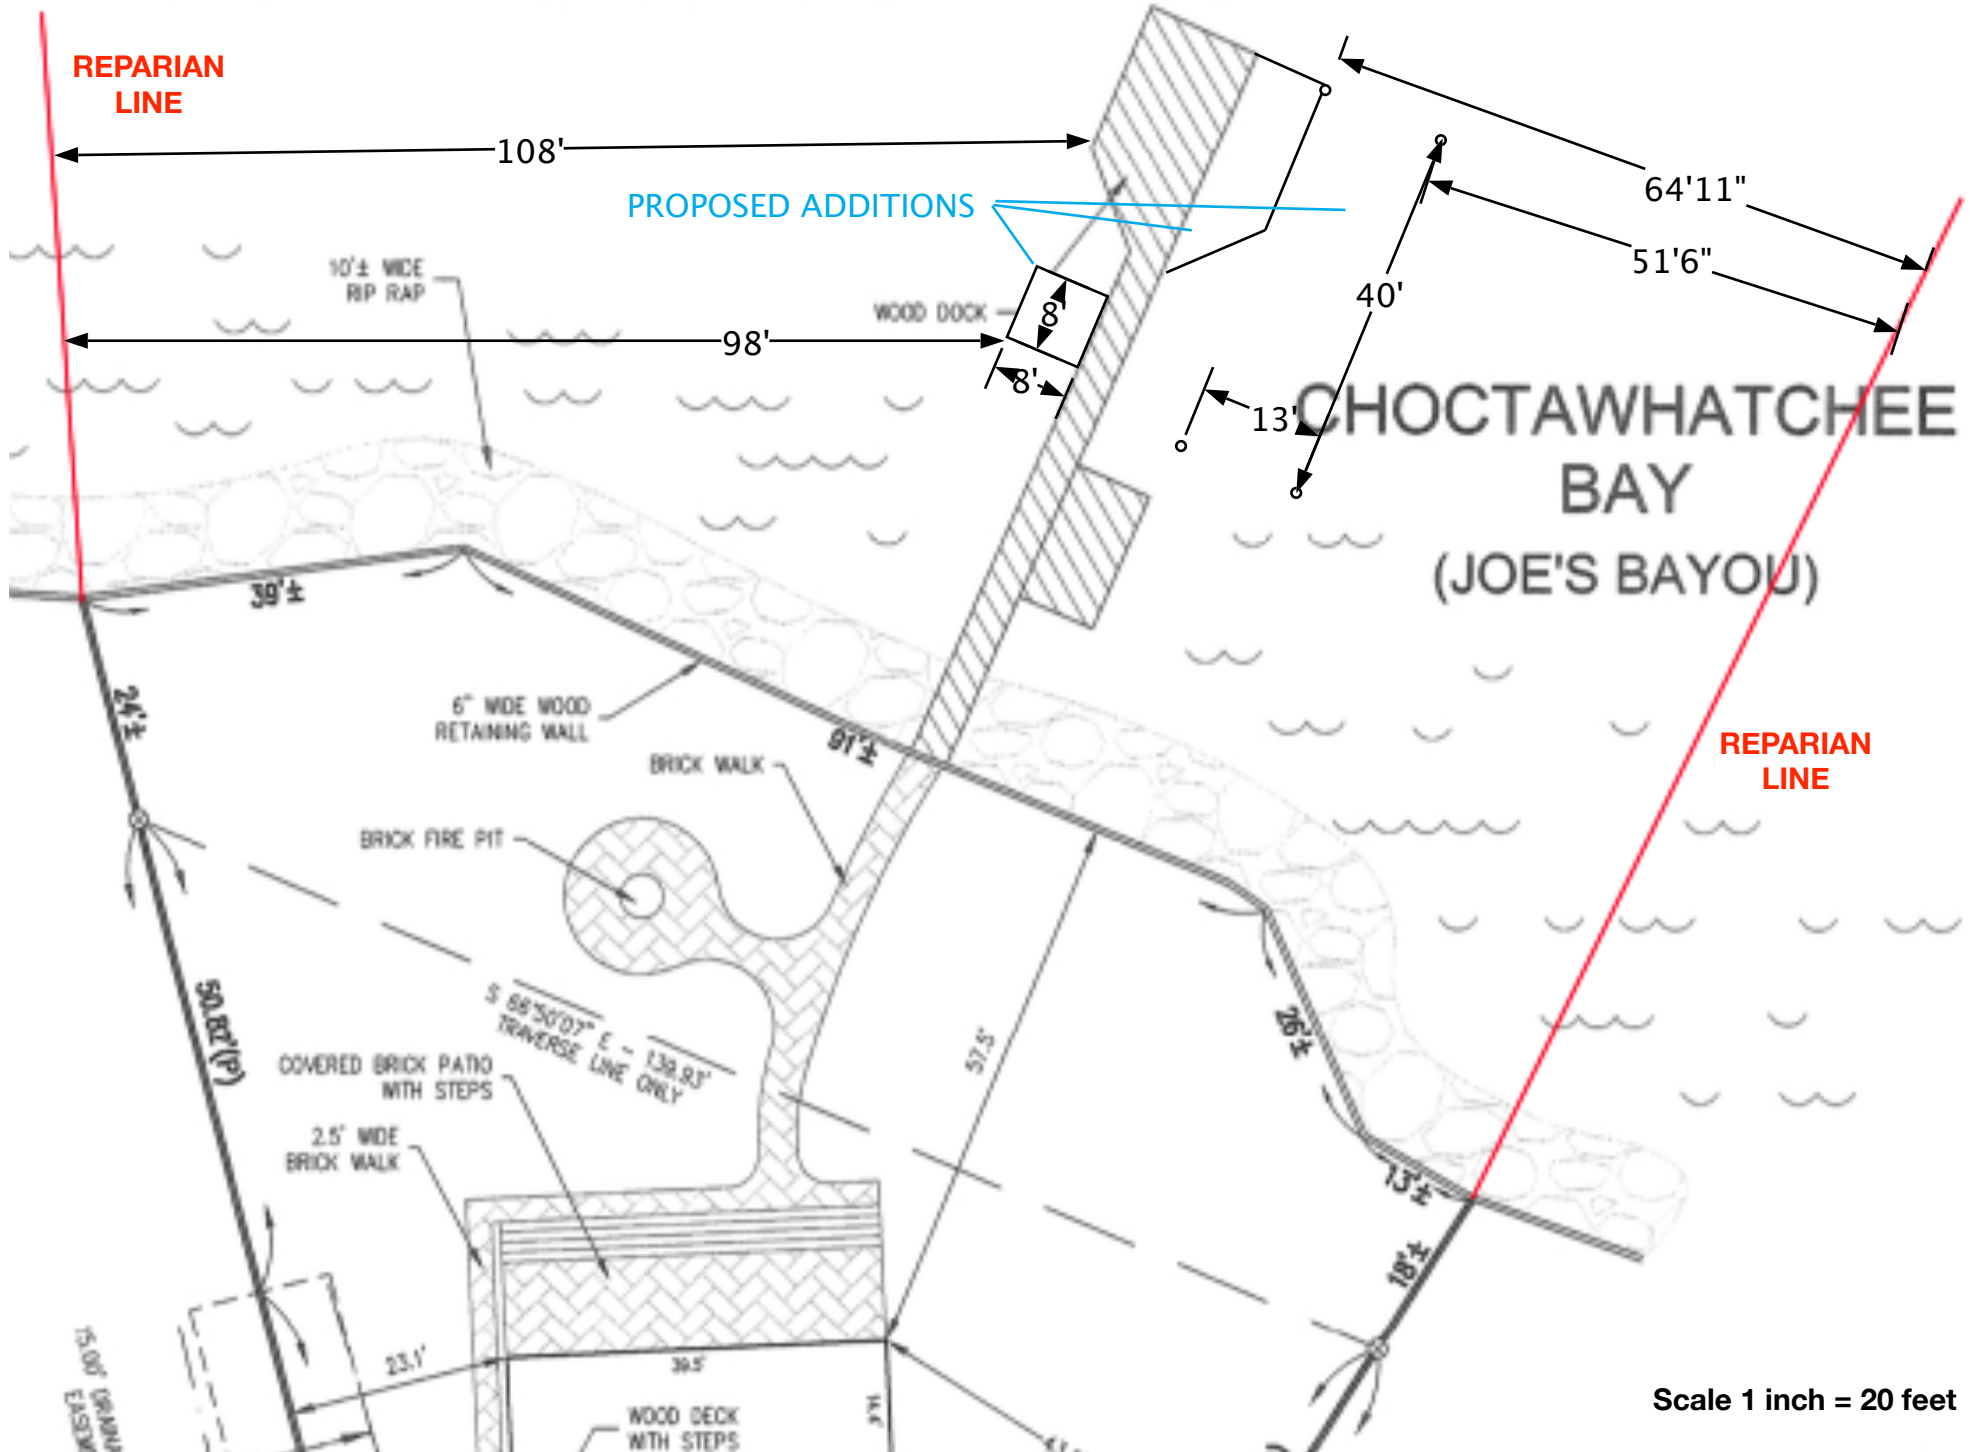 REPARIAN
LINE
108'
64'11"
PROPOSED ADDITIONS
51'6"
10'± WIDE
RIP RAP
WOOD DOCK
8'
40'
98'
8'
13'
CHOCTAWHATCHEE
BAY
(JOE'S BAYOU)
39'±
24'±
6" WIDE WOOD
RETAINING WALL
91'±
REPARIAN
LINE
BRICK WALK
BRICK FIRE PIT
50.82'(P)
S 88°50'07" E - 139.93'
TRAVERSE LINE ONLY
57.5'
26'±
COVERED BRICK PATIO
WITH STEPS
2.5' WIDE
BRICK WALK
13'±
18'±
15.00'
23.1'
39.5'
WOOD DECK
WITH STEPS
Scale 1 inch = 20 feet